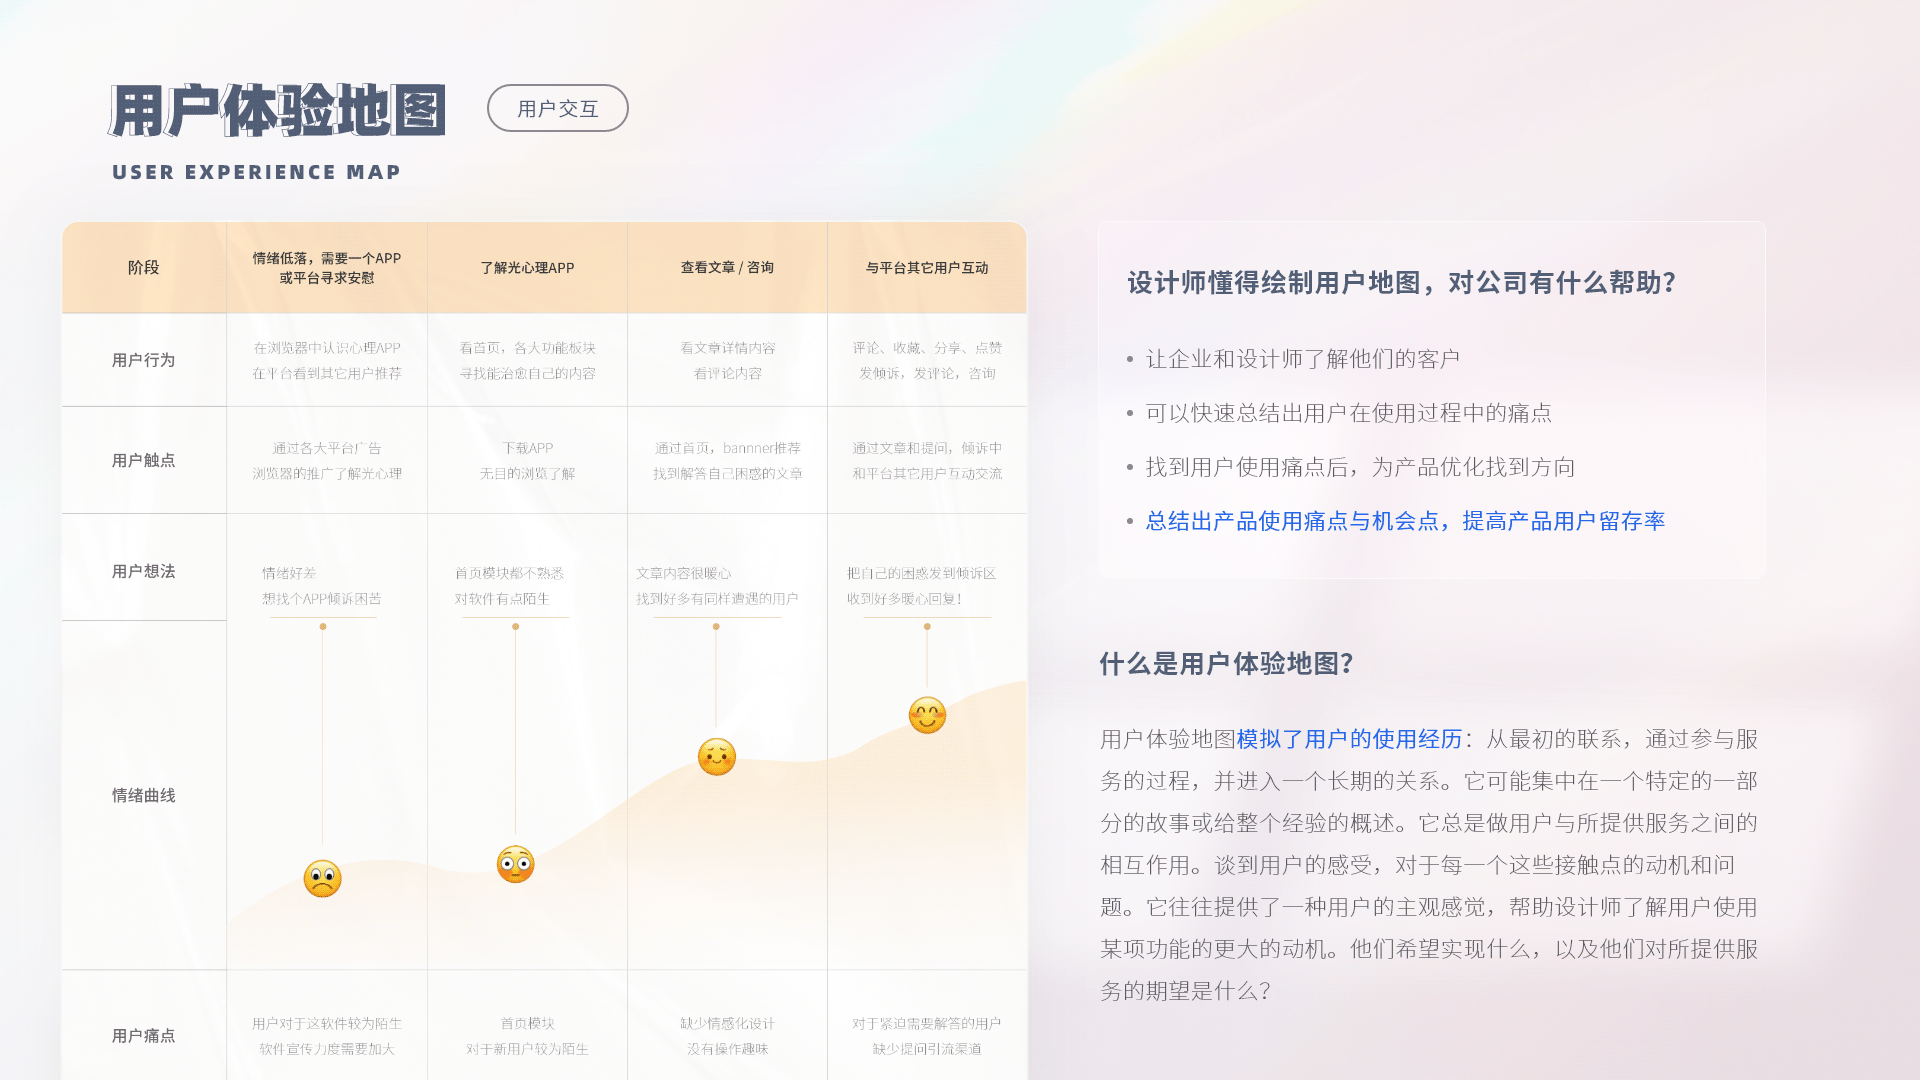 用户体验地图
用户交互
USER EXPERIENCE MAP
阶段
情绪低落，需要一个APP
或平台寻求安慰
了解光心理APP
查看文章 / 咨询
与平台其它用户互动
用户行为
在浏览器中认识心理APP
在平台看到其它用户推荐
看首页，各大功能板块
寻找能治愈自己的内容
看文章详情内容
看评论内容
评论、收藏、分享、点赞
发倾诉，发评论，咨询
用户触点
通过各大平台广告
浏览器的推广了解光心理
下载APP
无目的浏览了解
通过首页，bannner推荐
找到解答自己困惑的文章
通过文章和提问，倾诉中
和平台其它用户互动交流
用户想法
情绪好差
想找个APP倾诉困苦
首页模块都不熟悉
对软件有点陌生
文章内容很暖心
找到好多有同样遭遇的用户
把自己的困惑发到倾诉区
收到好多暖心回复！
情绪曲线
用户痛点
用户对于这软件较为陌生
软件宣传力度需要加大
首页模块
对于新用户较为陌生
缺少情感化设计
没有操作趣味
对于紧迫需要解答的用户
缺少提问引流渠道
设计师懂得绘制用户地图，对公司有什么帮助？
• 让企业和设计师了解他们的客户
• 可以快速总结出用户在使用过程中的痛点
• 找到用户使用痛点后，为产品优化找到方向
• 总结出产品使用痛点与机会点，提高产品用户留存率
什么是用户体验地图？
用户体验地图模拟了用户的使用经历：从最初的联系，通过参与服
务的过程，并进入一个长期的关系。它可能集中在一个特定的一部
分的故事或给整个经验的概述。它总是做用户与所提供服务之间的
相互作用。谈到用户的感受，对于每一个这些接触点的动机和问
题。它往往提供了一种用户的主观感觉，帮助设计师了解用户使用
某项功能的更大的动机。他们希望实现什么，以及他们对所提供服
务的期望是什么？